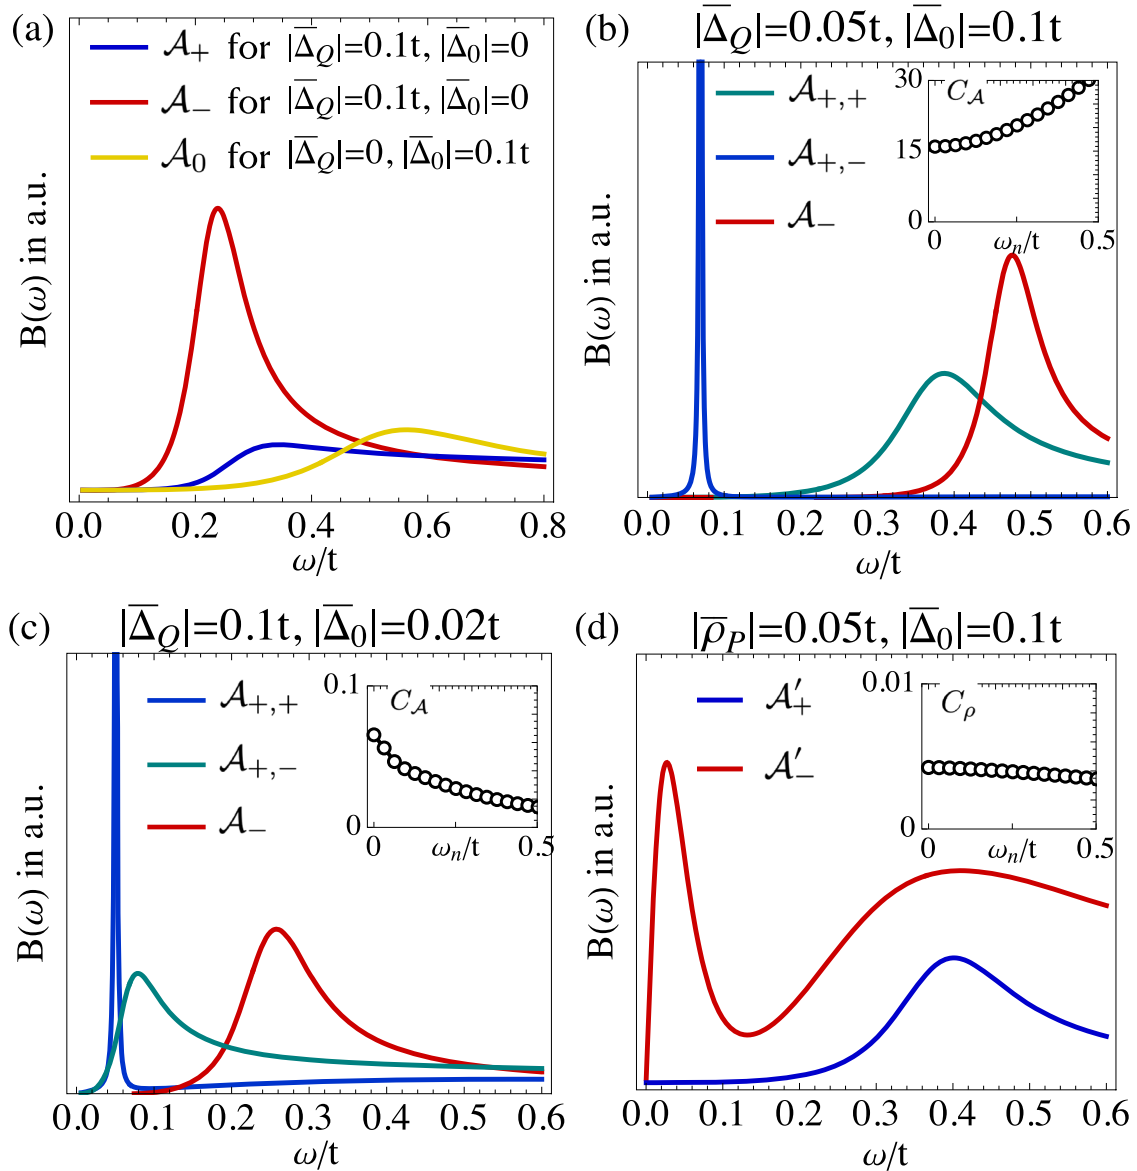 (a)
𝒜₊ for |Δ̅_Q|=0.1t, |Δ̅₀|=0
𝒜₋ for |Δ̅_Q|=0.1t, |Δ̅₀|=0
𝒜₀ for |Δ̅_Q|=0, |Δ̅₀|=0.1t
B(ω) in a.u.
0.0 0.2 0.4 0.6 0.8
ω/t
(b) |Δ̅_Q|=0.05t, |Δ̅₀|=0.1t
𝒜₊,₊
𝒜₊,₋
𝒜₋
30
15
0
C_𝒜
0 ω_n/t 0.5
B(ω) in a.u.
0.0 0.1 0.2 0.3 0.4 0.5 0.6
ω/t
(c) |Δ̅_Q|=0.1t, |Δ̅₀|=0.02t
𝒜₊,₊
𝒜₊,₋
𝒜₋
0.1
0
C_𝒜
0 ω_n/t 0.5
B(ω) in a.u.
0.0 0.1 0.2 0.3 0.4 0.5 0.6
ω/t
(d) |ρ̅_P|=0.05t, |Δ̅₀|=0.1t
𝒜′₊
𝒜′₋
0.01
0
C_ρ
0 ω_n/t 0.5
B(ω) in a.u.
0.0 0.1 0.2 0.3 0.4 0.5 0.6
ω/t